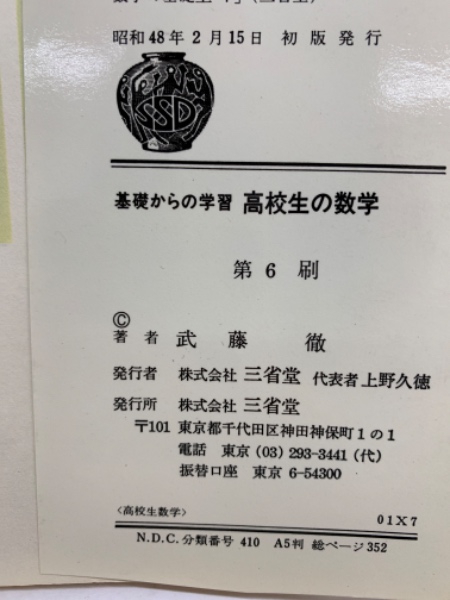 昭和48年2月15日 初版発行
SSD
基礎からの学習 高校生の数学
第6刷
©
著者 武藤 徹
発行者 株式会社 三省堂 代表者 上野久徳
発行所 株式会社 三省堂
〒101 東京都千代田区神田神保町1の1
電話 東京 (03) 293-3441 (代)
振替口座 東京 6-54300
〈高校生数学〉 01X7
N.D.C.分類番号 410 A5判 総ページ352